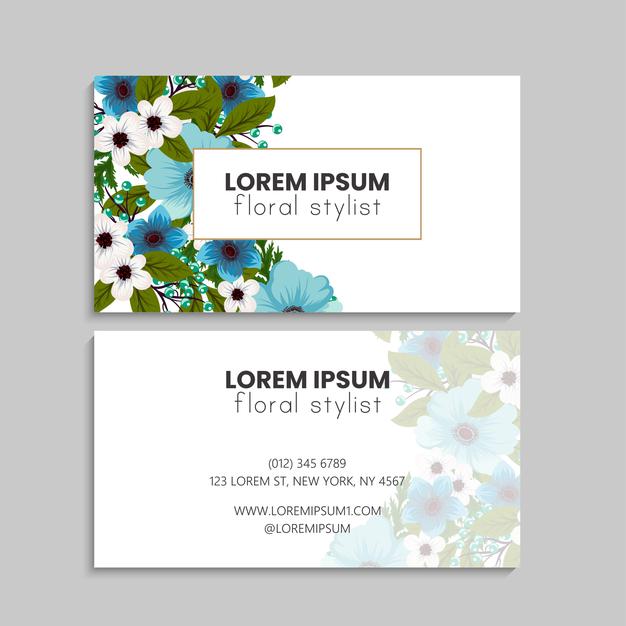 LOREM IPSUM
floral stylist
LOREM IPSUM
floral stylist
(012) 345 6789
123 LOREM ST, NEW YORK, NY 4567
WWW.LOREMIPSUM1.COM
@LOREMIPSUM